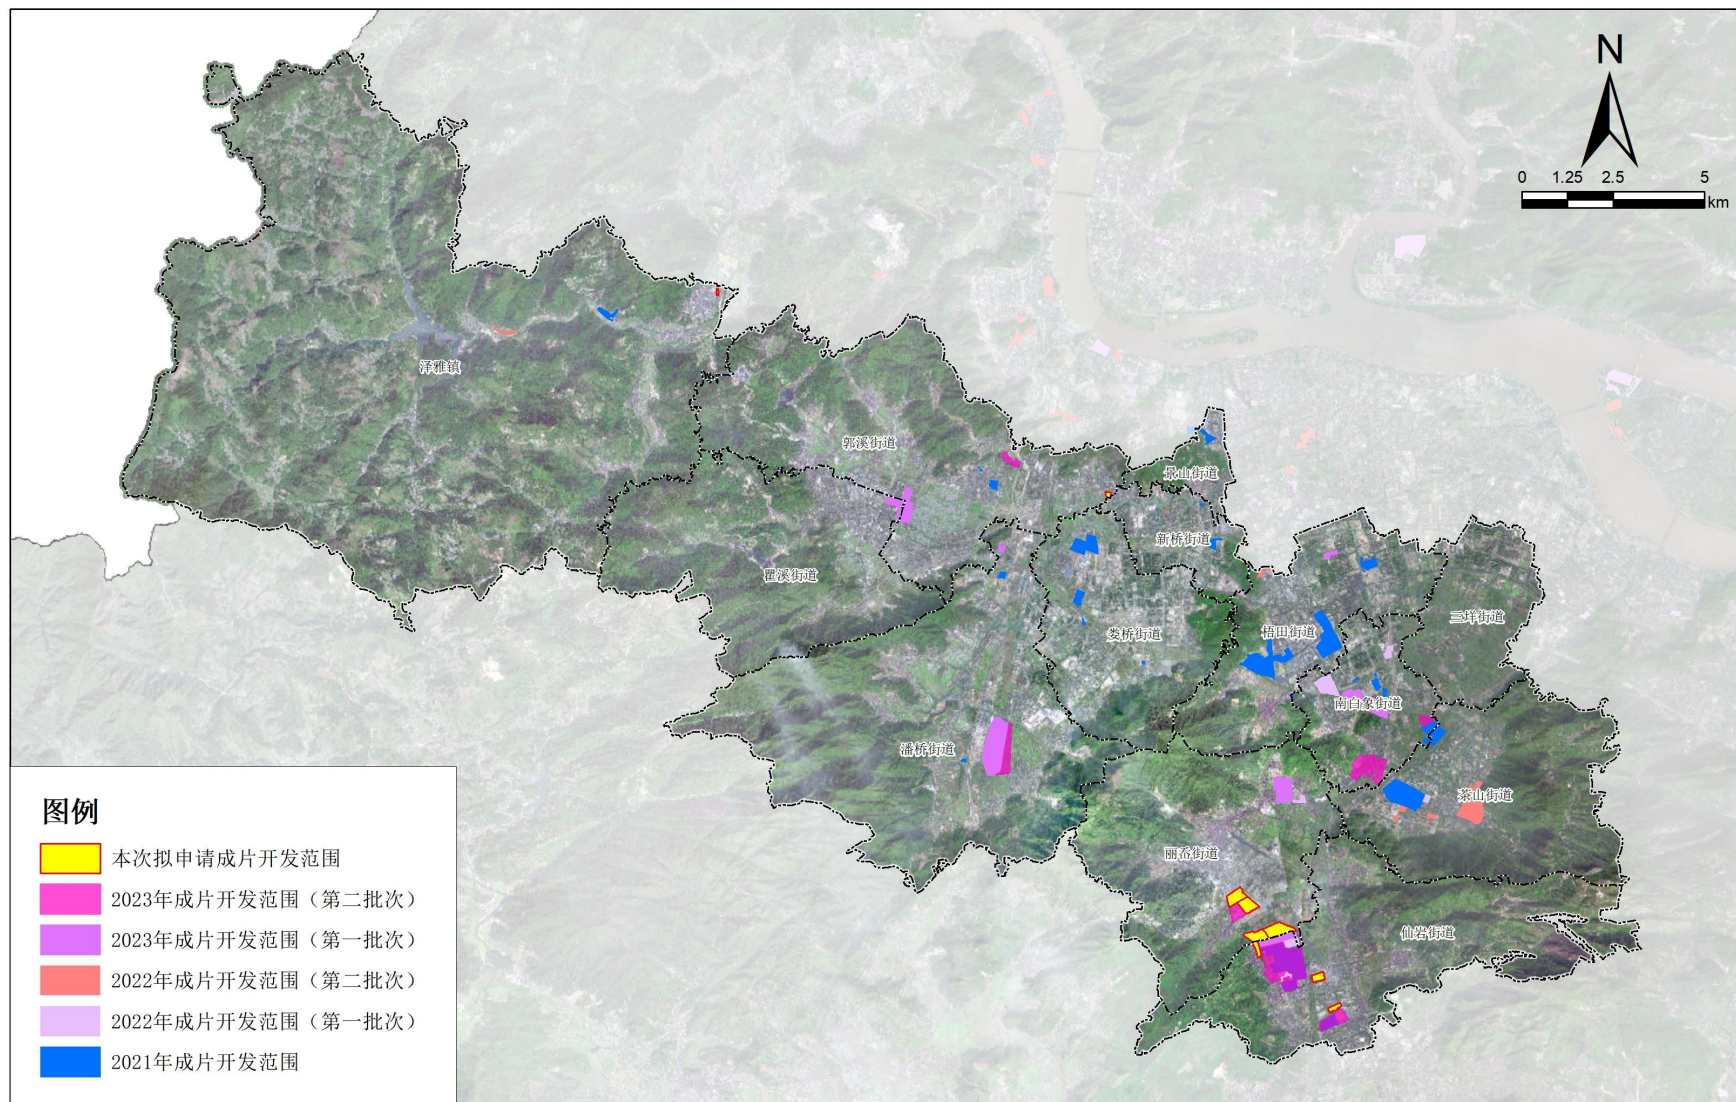 N
0 1.25 2.5 5
km
泽雅镇
郭溪街道
景山街道
新桥街道
瞿溪街道
三垟街道
娄桥街道
梧田街道
南白象街道
潘桥街道
茶山街道
丽岙街道
仙岩街道
图例
本次拟申请成片开发范围
2023年成片开发范围（第二批次）
2023年成片开发范围（第一批次）
2022年成片开发范围（第二批次）
2022年成片开发范围（第一批次）
2021年成片开发范围